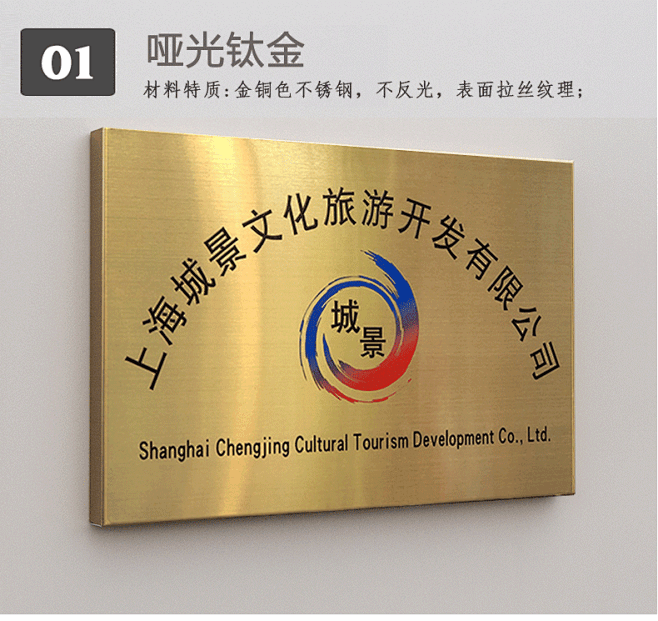 01
哑光钛金
材料特质:金铜色不锈钢，不反光，表面拉丝纹理;
上海城景文化旅游开发有限公司
城
景
Shanghai Chengjing Cultural Tourism Development Co., Ltd.